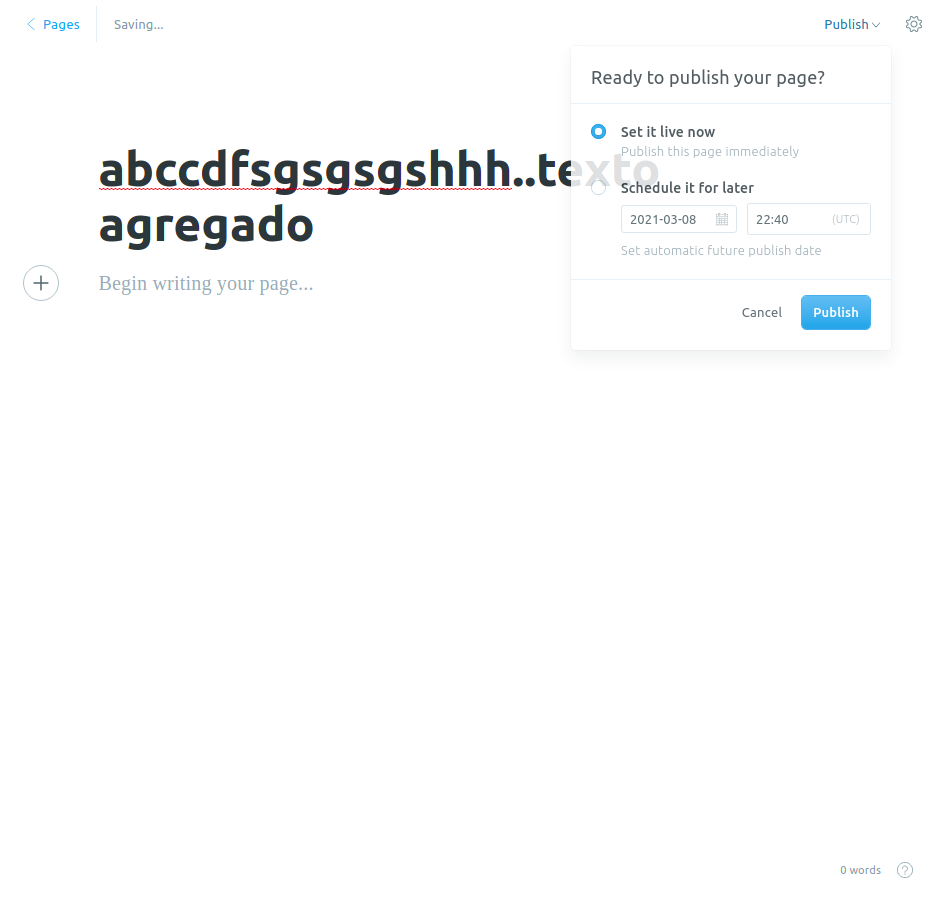 Pages
Saving...
Publish
Ready to publish your page?
Set it live now
Publish this page immediately
abccdfsgsgsgsgshhh..texto
agregado
Schedule it for later
2021-03-08
22:40
(UTC)
Set automatic future publish date
Begin writing your page...
Cancel
Publish
0 words
?